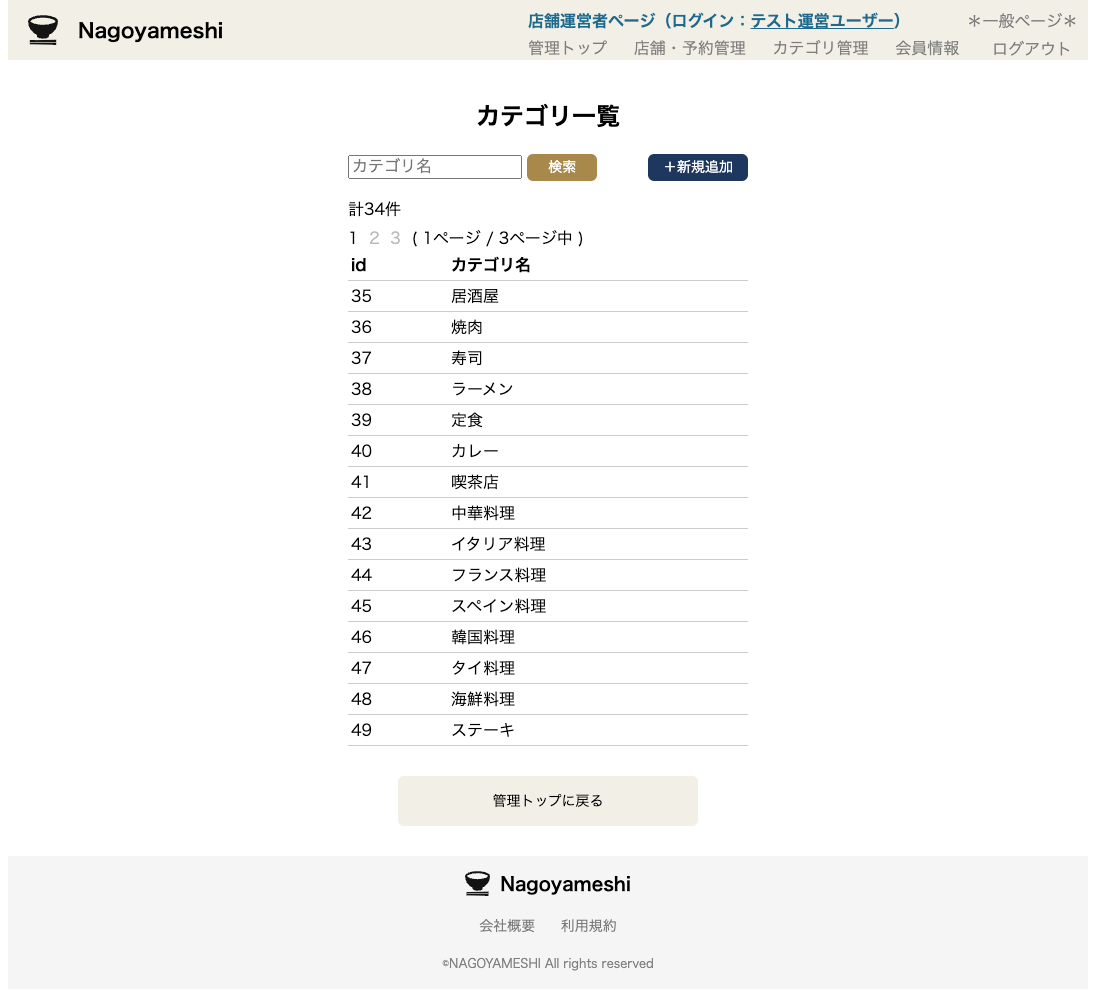 Nagoyameshi
店舗運営者ページ（ログイン：テスト運営ユーザー） ＊一般ページ＊
管理トップ 店舗・予約管理 カテゴリ管理 会員情報 ログアウト
カテゴリ一覧
カテゴリ名 検索 ＋新規追加
計34件
1 2 3 ( 1ページ / 3ページ中 )
id カテゴリ名
35 居酒屋
36 焼肉
37 寿司
38 ラーメン
39 定食
40 カレー
41 喫茶店
42 中華料理
43 イタリア料理
44 フランス料理
45 スペイン料理
46 韓国料理
47 タイ料理
48 海鮮料理
49 ステーキ
管理トップに戻る
Nagoyameshi
会社概要 利用規約
©NAGOYAMESHI All rights reserved